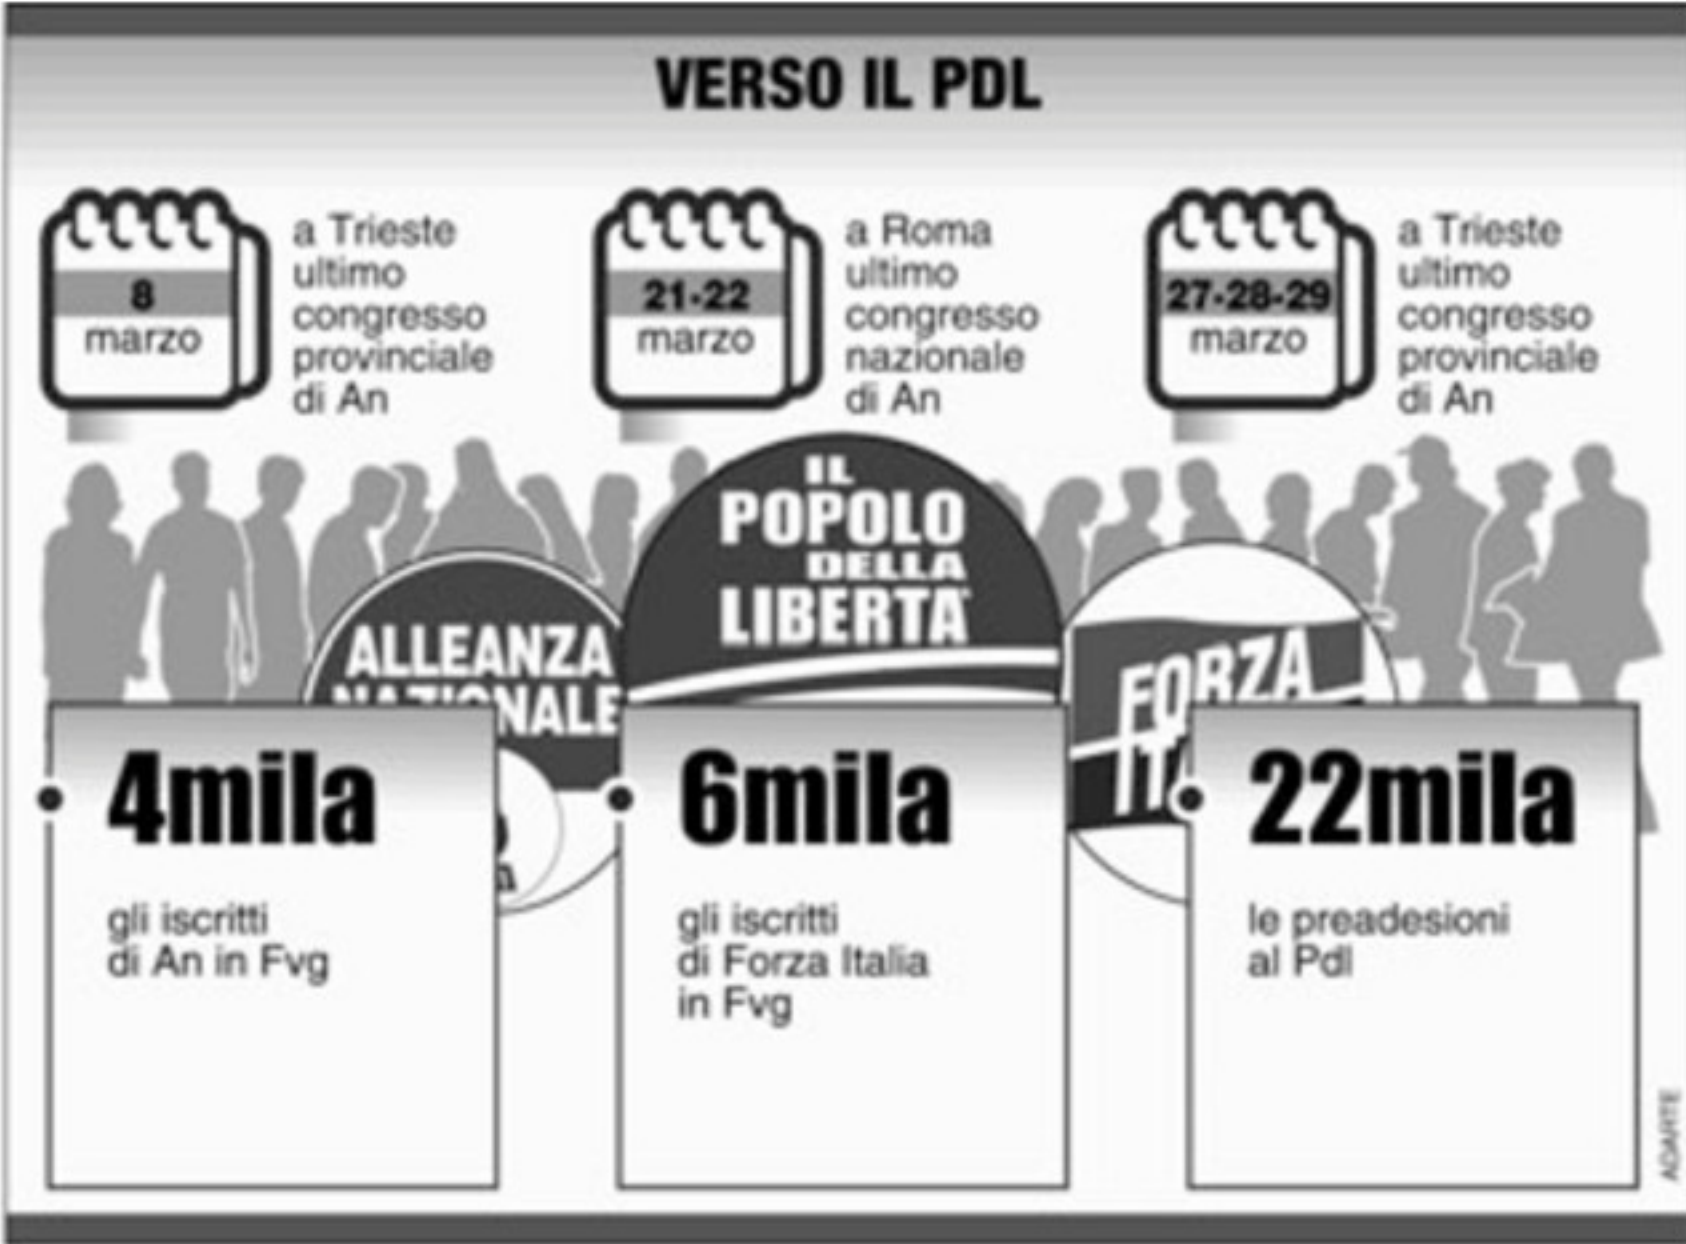 VERSO IL PDL
8
marzo
a Trieste
ultimo
congresso
provinciale
di An
21-22
marzo
a Roma
ultimo
congresso
nazionale
di An
27-28-29
marzo
a Trieste
ultimo
congresso
provinciale
di An
ALLEANZA
NAZIONALE
IL
POPOLO
DELLA
LIBERTÀ
FORZA
4mila
gli iscritti
di An in Fvg
6mila
gli iscritti
di Forza Italia
in Fvg
22mila
le preadesioni
al Pdl
ADARTE